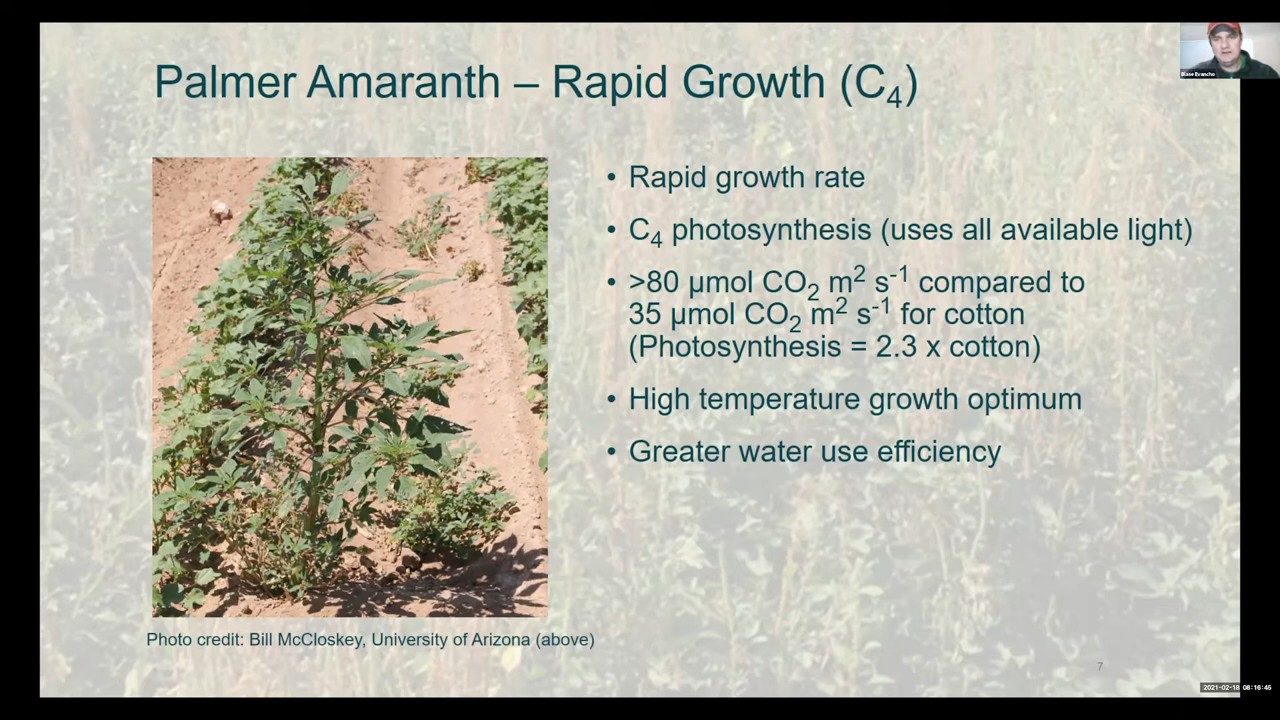 Palmer Amaranth – Rapid Growth (C₄)
• Rapid growth rate
• C₄ photosynthesis (uses all available light)
• >80 µmol CO₂ m² s⁻¹ compared to
35 µmol CO₂ m² s⁻¹ for cotton
(Photosynthesis = 2.3 x cotton)
• High temperature growth optimum
• Greater water use efficiency
Photo credit: Bill McCloskey, University of Arizona (above)
7
Blase Evancho
2021-02-18 08:16:45